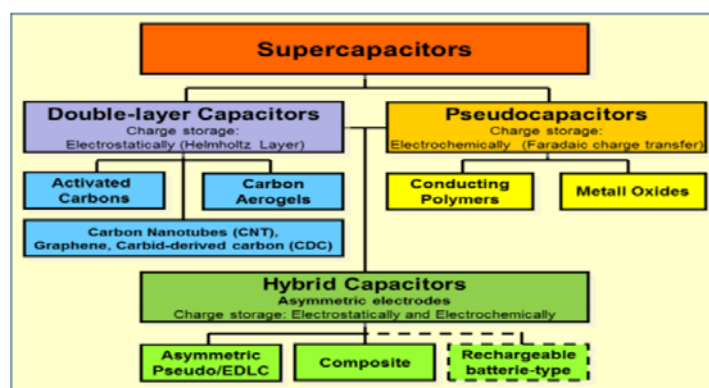 Supercapacitors
Double-layer Capacitors
Charge storage:
Electrostatically (Helmholtz Layer)
Pseudocapacitors
Charge storage:
Electrochemically (Faradaic charge transfer)
Activated
Carbons
Carbon
Aerogels
Carbon Nanotubes (CNT),
Graphene, Carbid-derived carbon (CDC)
Conducting
Polymers
Metall Oxides
Hybrid Capacitors
Asymmetric electrodes
Charge storage: Electrostatically and Electrochemically
Asymmetric
Pseudo/EDLC
Composite
Rechargeable
batterie-type